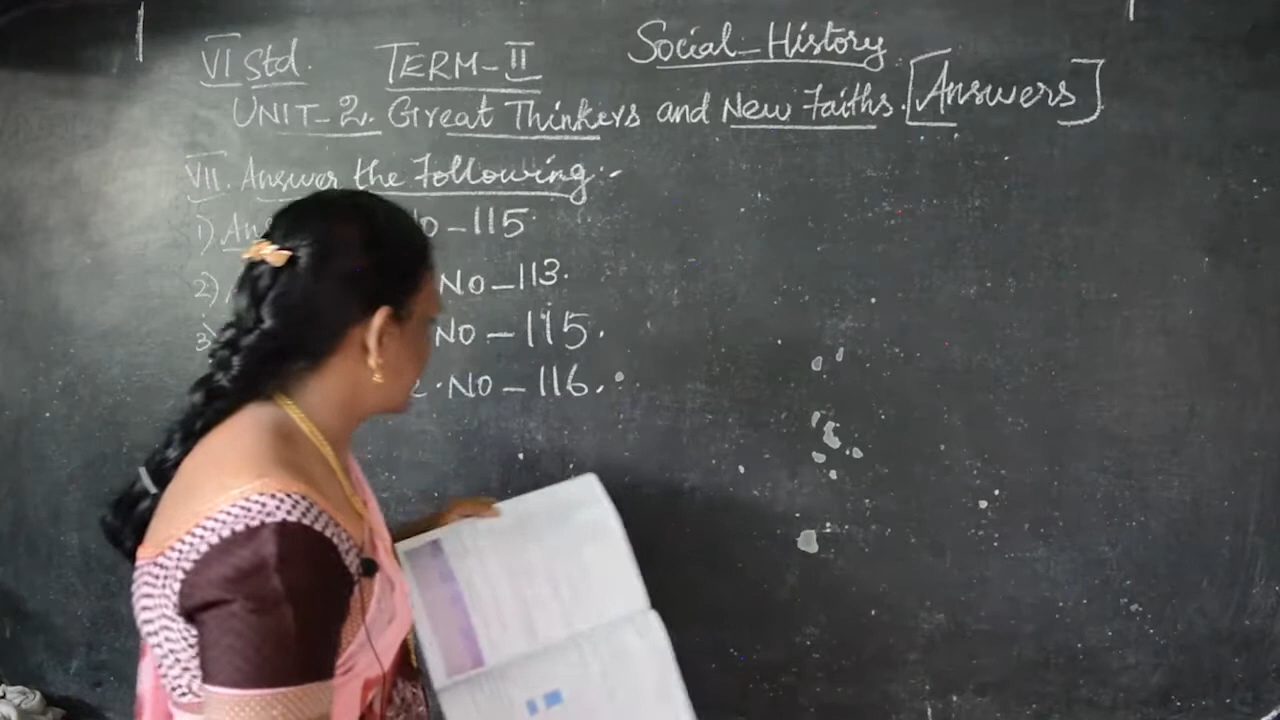 VI Std. TERM-II Social-History
UNIT-2. Great Thinkers and New Faiths. [Answers]
VII. Answer the Following:-
1) -115
2) No-113.
3) No-115.
No-116.